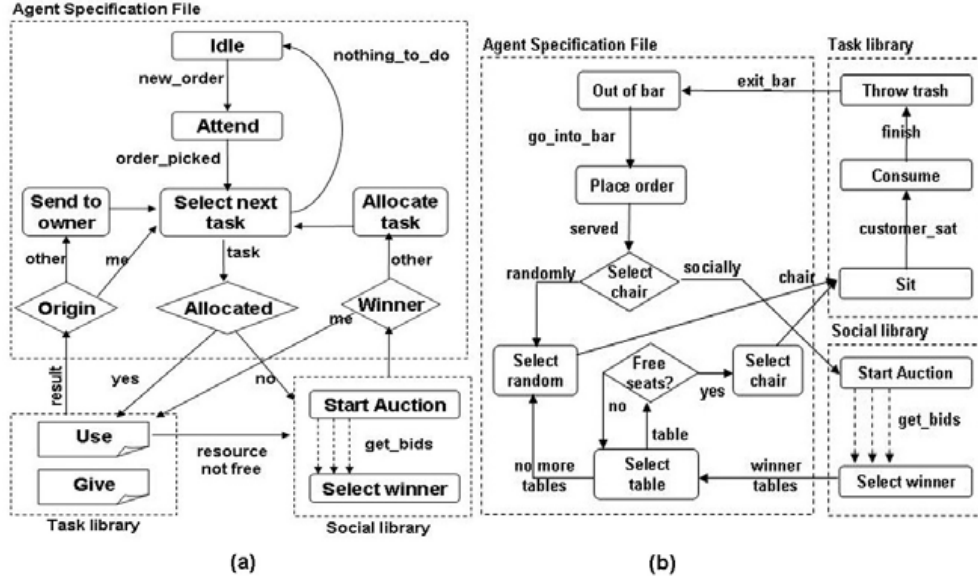 Agent Specification File
Idle
nothing_to_do
new_order
Attend
order_picked
Send to
owner
Select next
task
Allocate
task
other
me
task
other
Origin
Allocated
Winner
me
result
yes
no
Use
Give
resource
not free
Start Auction
get_bids
Select winner
Task library
Social library
(a)
Agent Specification File
Task library
Out of bar
exit_bar
Throw trash
go_into_bar
finish
Place order
Consume
served
customer_sat
randomly
Select
chair
socially
chair
Sit
Social library
Select
random
Free
seats?
yes
Select
chair
Start Auction
no
table
get_bids
no more
tables
Select
table
winner
tables
Select winner
(b)